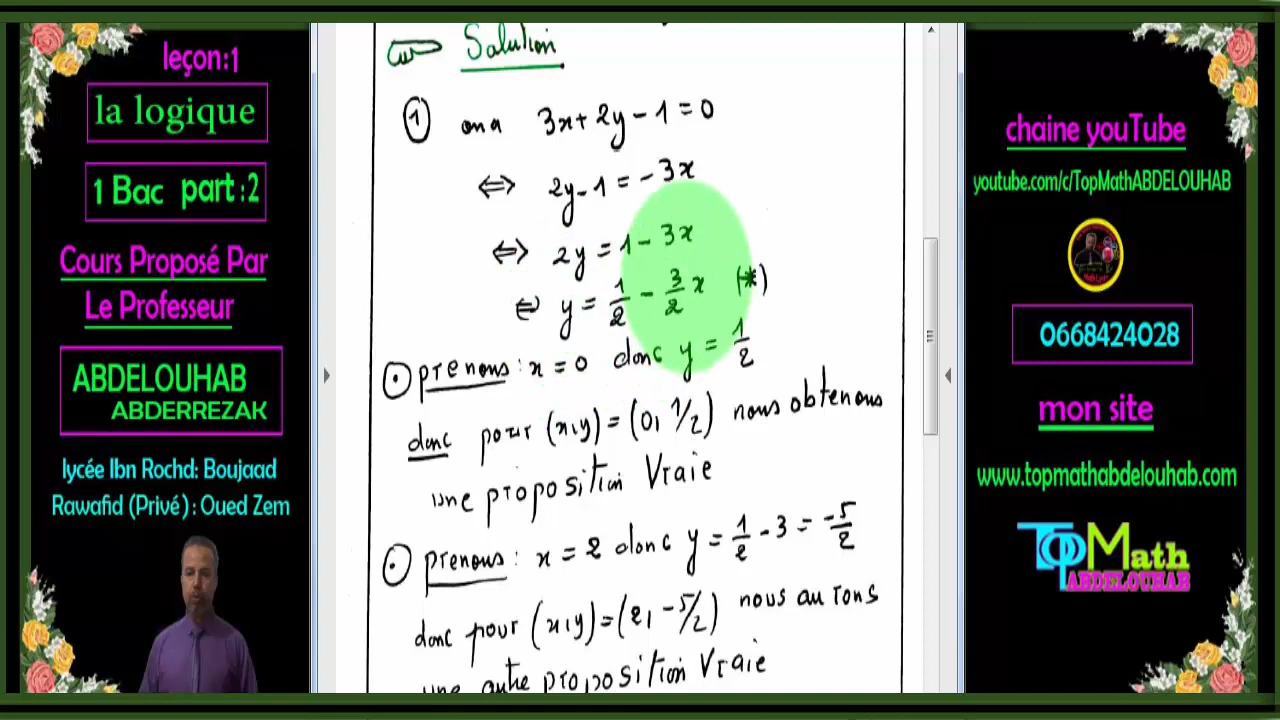 leçon:1
la logique
1 Bac part:2
Cours Proposé Par
Le Professeur
ABDELOUHAB
ABDERREZAK
lycée Ibn Rochd: Boujaad
Rawafid (Privé) : Oued Zem
Solution
① on a 3x+2y-1=0
⇔ 2y-1=-3x
⇔ 2y=1-3x
⇔ y=1/2-3/2x (*)
⊙ prenons: x=0 donc y=1/2
donc pour (x,y)=(0,1/2) nous obtenons
une proposition Vraie
⊙ prenons: x=2 donc y=1/2-3=-5/2
donc pour (x,y)=(2,-5/2) nous aurons
une autre proposition Vraie
chaine youTube
youtube.com/c/TopMathABDELOUHAB
0668424028
mon site
www.topmathabdelouhab.com
TOP Math
ABDELOUHAB